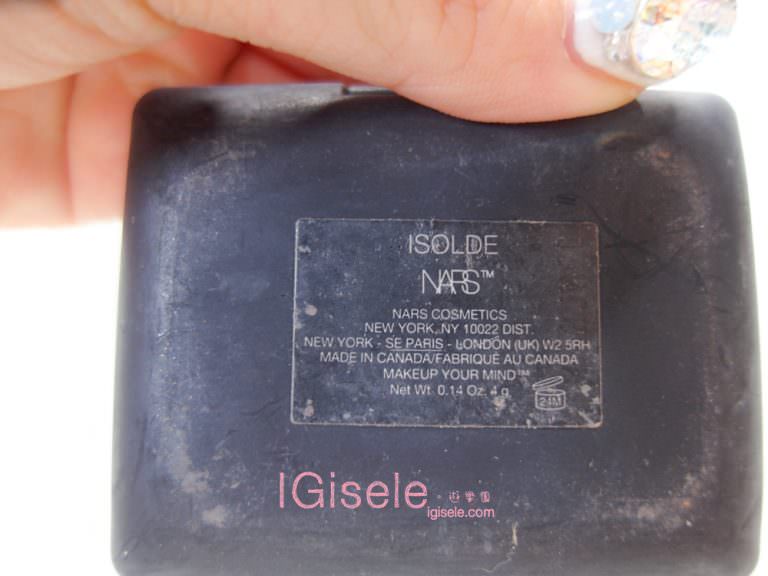 ISOLDE
NARS™
NARS COSMETICS
NEW YORK, NY 10022 DIST.
NEW YORK - SE PARIS - LONDON (UK) W2 5RH
MADE IN CANADA/FABRIQUÉ AU CANADA
MAKEUP YOUR MIND™
Net Wt. 0.14 Oz. 4 g
24M
IGisele
igisele.com